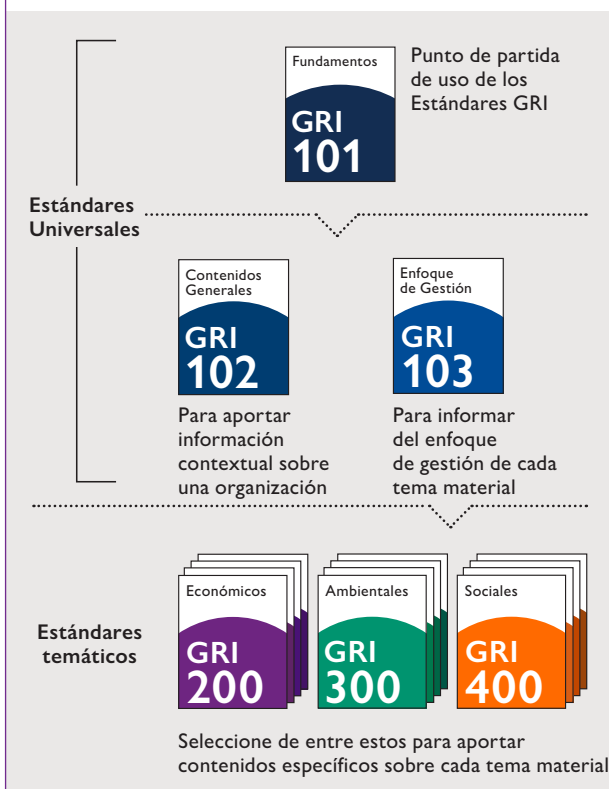 Fundamentos
GRI
101
Punto de partida
de uso de los
Estándares GRI
Estándares
Universales
Contenidos
Generales
GRI
102
Para aportar
información
contextual sobre
una organización
Enfoque
de Gestión
GRI
103
Para informar
del enfoque
de gestión de cada
tema material
Estándares
temáticos
Económicos
GRI
200
Ambientales
GRI
300
Sociales
GRI
400
Seleccione de entre estos para aportar
contenidos específicos sobre cada tema material